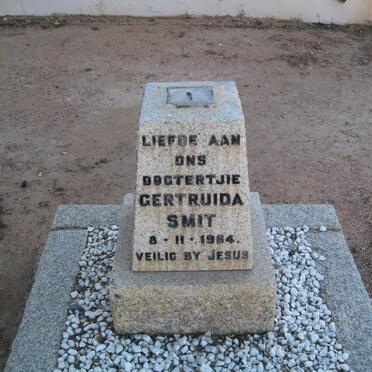 LIEFDE AAN
ONS
DOGTERTJIE
GERTRUIDA
SMIT
8 - 11 - 1964.
VEILIG BY JESUS